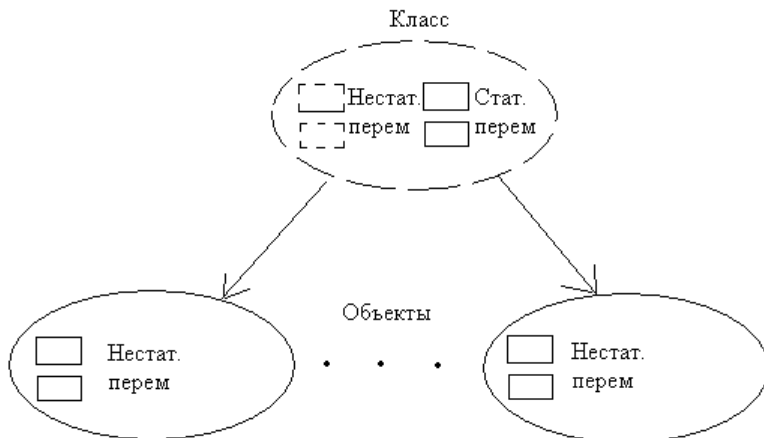 Класс
Нестат. Стат.
перем перем
Объекты
Нестат.
перем
Нестат.
перем